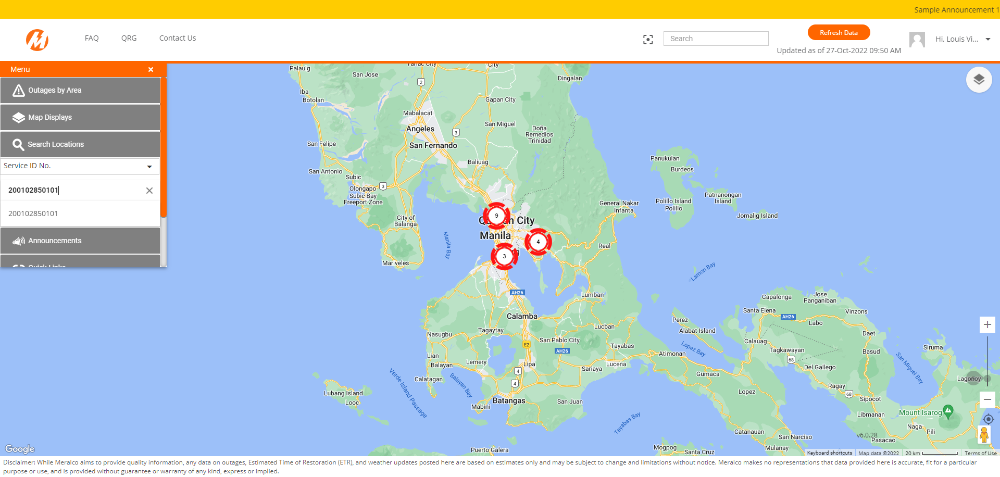 Sample Announcement 1
FAQ
QRG
Contact Us
Search
Refresh Data
Updated as of 27-Oct-2022 09:50 AM
Hi, Louis Vi...
Menu
Outages by Area
Map Displays
Search Locations
Service ID No.
200102850101
200102850101
Announcements
Quick Links
Palauig
Tarlac City
City
San Jose
2
Dingalan
Iba
Botolan
Gapan City
Mabalacat
Angeles
San Miguel
3
Doña
Remedios
Trinidad
San Felipe
San Fernando
Panukulan
Baliuag
Burdeos
San Antonio
Subic
3
Olongapo
Subic Bay
Freeport Zone
Patnanongan
Island
Polillo Island
Polillo
General Nakar
Infanta
Jomalig Island
City of
Balanga
9
Quezon City
Manila
4
Manila Bay
Real
3
Mariveles
Lamon Bay
AH26
Lumban
Capalonga
Jose
Panganiban
Calamba
Santa Elena
Vinzons
AH26
Perez
Labo
Nasugbu
Tagaytay
Lucban
Alabat Island
Daet
San Pablo City
Calauag
E2
AH26
Tayabas
Lopez Bay
Tagkawayan
Siruma
Basud
Lian
Lemery
Lipa
Lucena
Atimonan
68
San Miguel Bay
Balayan
Sariaya
Del Gallego
4
Gumaca
Calatagan
Balayan Bay
Verde Island Passage
4
Lagonoy
Ragay
Lubang Island
Looc
Lopez
68
Sipocot
Batangas
San Juan
Mabini
Libmanan
Mount Isarog
Tayabas Bay
Naga
Pili
Catanauan
San Narciso
v6.0.28
Pasacao
Google
Puerto Galera
Mogpog
Santa Cruz
Mulanay
Keyboard shortcuts
Map data ©2022
20 km
Terms of Use
Disclaimer: While Meralco aims to provide quality information, any data on outages, Estimated Time of Restoration (ETR), and weather updates posted here are based on estimates only and may be subject to change and limitations without notice. Meralco makes no representations that data provided here is accurate, fit for a particular
purpose or use, and is provided without guarantee or warranty of any kind, express or implied.